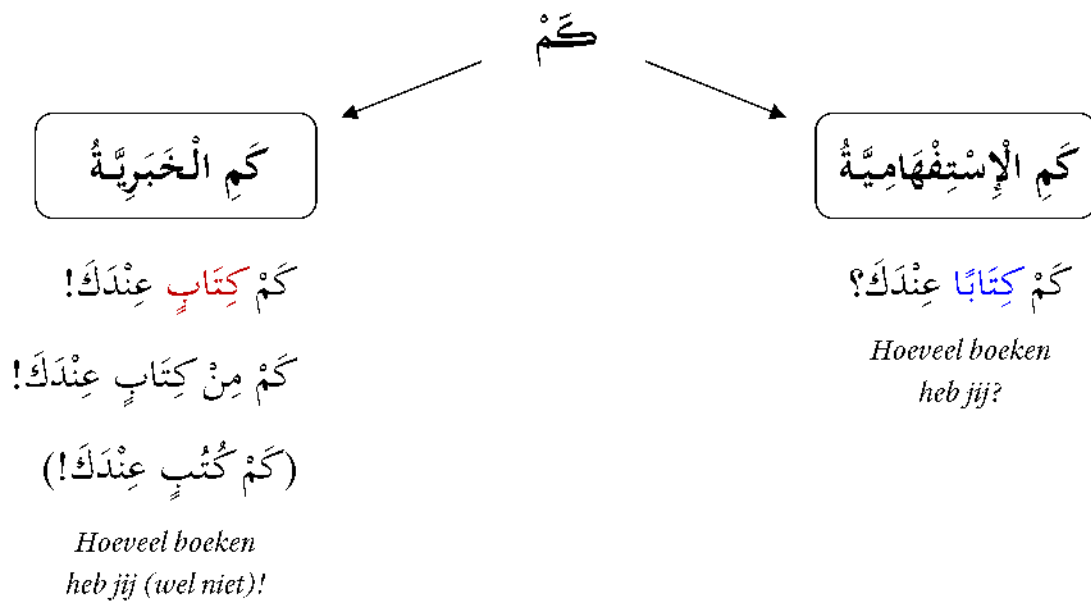 كَمْ
كَمِ الْإِسْتِفْهَامِيَّةُ
كَمْ كِتَابًا عِنْدَكَ؟
Hoeveel boeken
heb jij?
كَمِ الْخَبَرِيَّةُ
كَمْ كِتَابٍ عِنْدَكَ!
كَمْ مِنْ كِتَابٍ عِنْدَكَ!
(كَمْ كُتُبٍ عِنْدَكَ!)
Hoeveel boeken
heb jij (wel niet)!